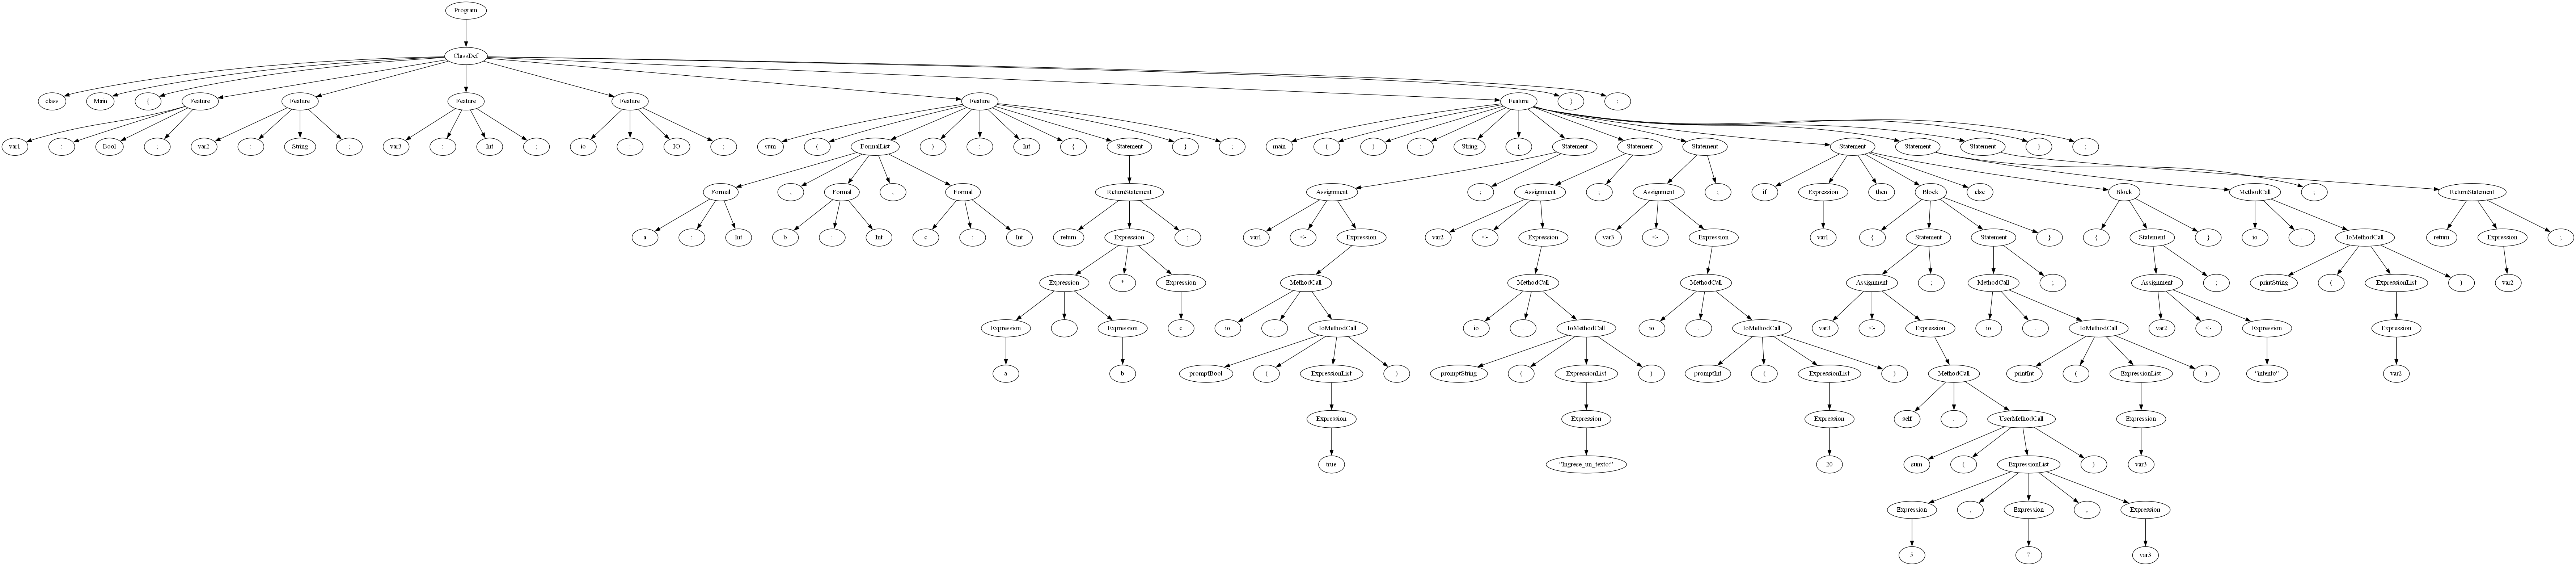 Program
ClassDef
class Main { Feature Feature Feature Feature Feature Feature } ;
var1 : Bool ; var2 : String ; var3 : Int ; io : IO ; sum ( FormalList ) : Int { Statement } ; main ( ) : String { Statement Statement Statement Statement Statement Statement } ;
Formal , Formal , Formal ReturnStatement Assignment ; Assignment ; Assignment ; if Expression then Block else Block MethodCall ; ReturnStatement
a : Int b : Int c : Int return Expression ; var1 <- Expression var2 <- Expression var3 <- Expression var1 { Statement Statement } { Statement } io . IoMethodCall return Expression ;
Expression Expression MethodCall MethodCall MethodCall Assignment ; MethodCall ; Assignment ; printString ( ExpressionList ) var2
Expression Expression c io . IoMethodCall io . IoMethodCall io . IoMethodCall var3 <- Expression io . IoMethodCall var2 <- Expression Expression
a b promptBool ( ExpressionList ) promptString ( ExpressionList ) promptInt ( ExpressionList ) MethodCall printInt ( ExpressionList ) "intento" var2
Expression Expression Expression self . UserMethodCall Expression
true "Ingrese_un_texto:" 20 sum ( ExpressionList ) var3
Expression , Expression , Expression
5 7 var3